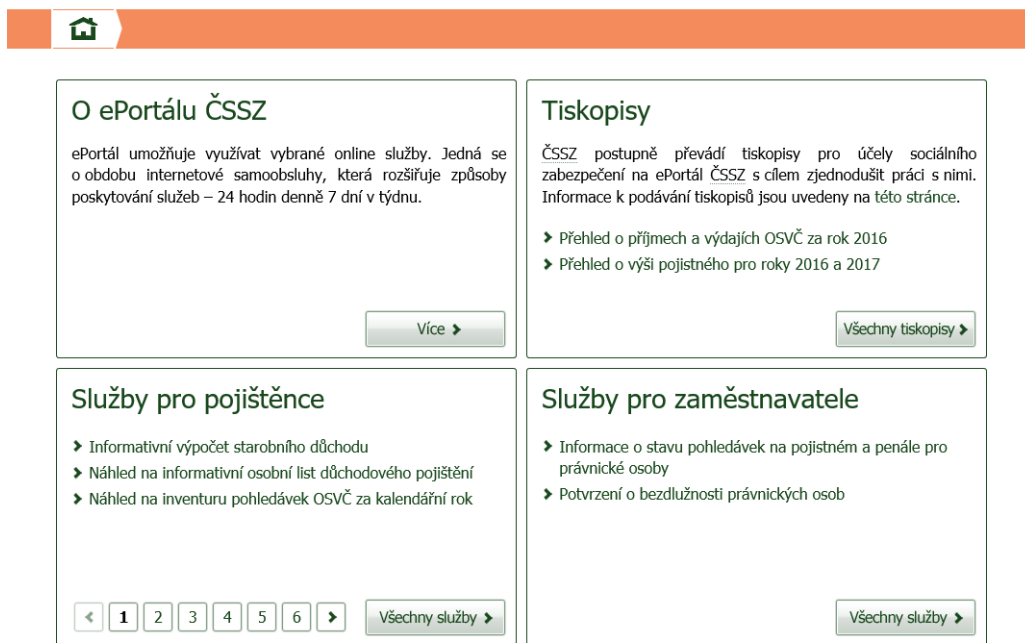 O ePortálu ČSSZ
ePortál umožňuje využívat vybrané online služby. Jedná se
o obdobu internetové samoobsluhy, která rozšiřuje způsoby
poskytování služeb – 24 hodin denně 7 dní v týdnu.
Více
Tiskopisy
ČSSZ postupně převádí tiskopisy pro účely sociálního
zabezpečení na ePortál ČSSZ s cílem zjednodušit práci s nimi.
Informace k podávání tiskopisů jsou uvedeny na této stránce.
Přehled o příjmech a výdajích OSVČ za rok 2016
Přehled o výši pojistného pro roky 2016 a 2017
Všechny tiskopisy
Služby pro pojištěnce
Informativní výpočet starobního důchodu
Náhled na informativní osobní list důchodového pojištění
Náhled na inventuru pohledávek OSVČ za kalendářní rok
1 2 3 4 5 6
Všechny služby
Služby pro zaměstnavatele
Informace o stavu pohledávek na pojistném a penále pro
právnické osoby
Potvrzení o bezdlužnosti právnických osob
Všechny služby